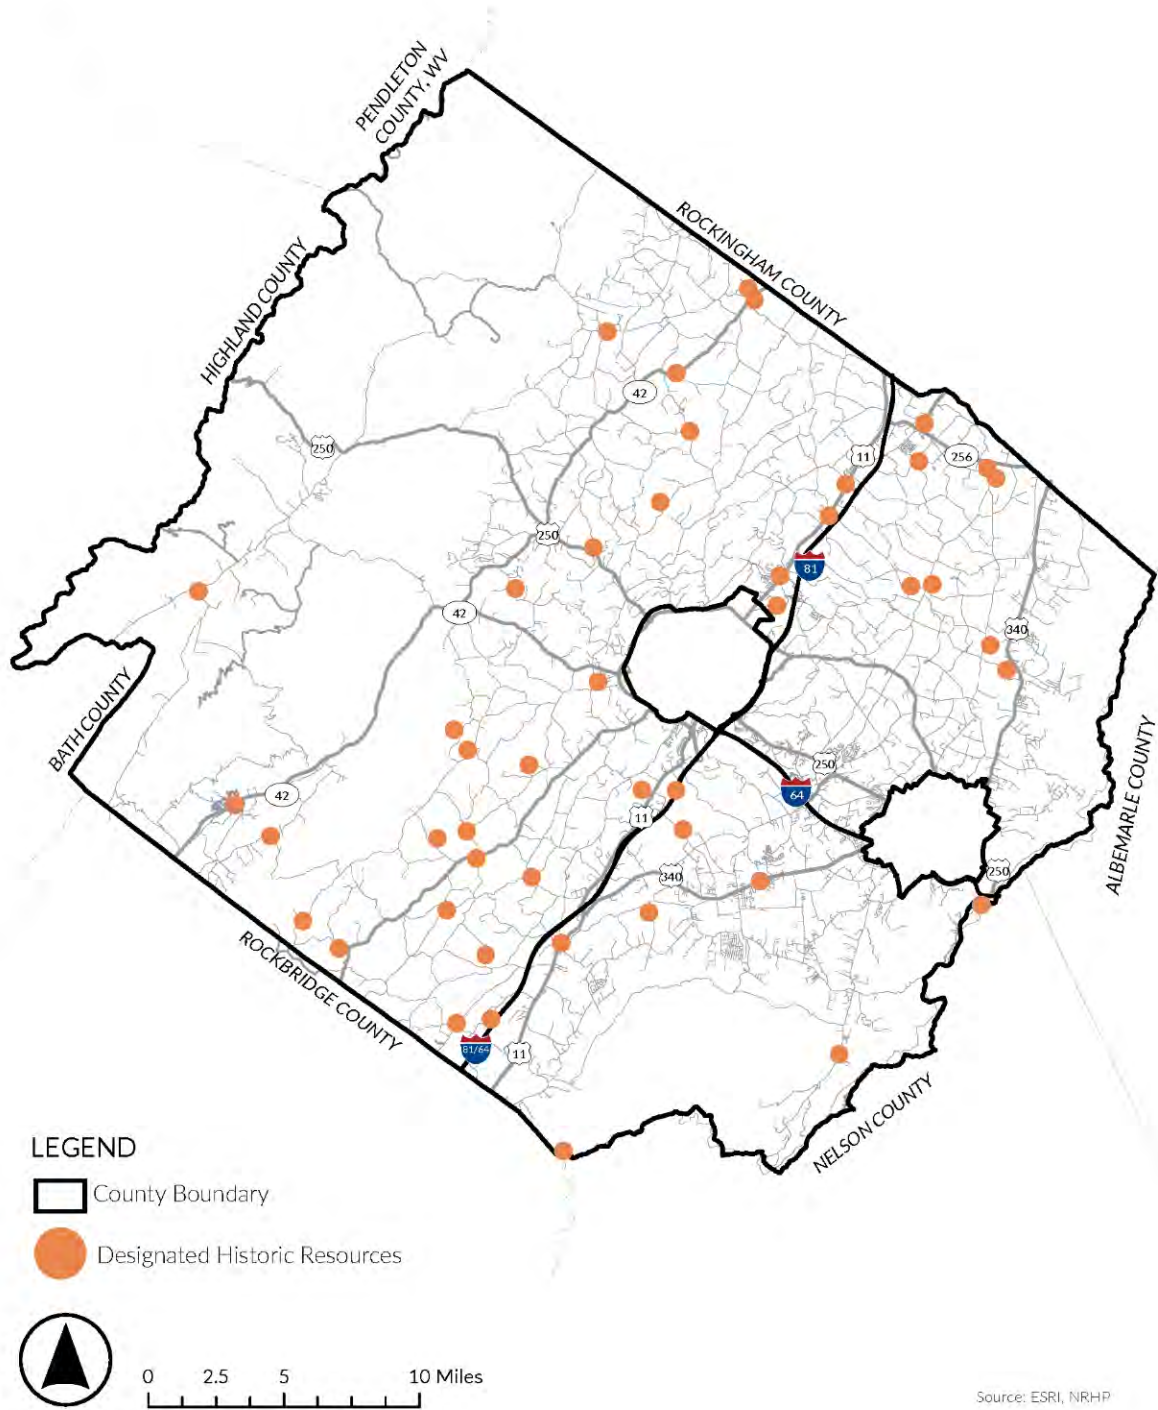 PENDLETON
COUNTY, WV
ROCKINGHAM COUNTY
HIGHLAND COUNTY
42
250
11
256
250
81
42
340
BATH COUNTY
250
64
42
11
ALBEMARLE COUNTY
340
250
ROCKBRIDGE COUNTY
81/64
11
NELSON COUNTY
LEGEND
County Boundary
Designated Historic Resources
0 2.5 5 10 Miles
Source: ESRI, NRHP